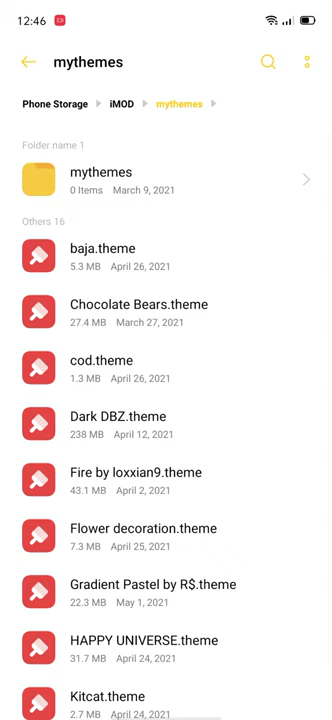 12:46
mythemes
Phone Storage iMOD mythemes
Folder name 1
mythemes
0 Items March 9, 2021
Others 16
baja.theme
5.3 MB April 26, 2021
Chocolate Bears.theme
27.4 MB March 27, 2021
cod.theme
1.3 MB April 26, 2021
Dark DBZ.theme
238 MB April 12, 2021
Fire by loxxian9.theme
43.1 MB April 2, 2021
Flower decoration.theme
7.3 MB April 25, 2021
Gradient Pastel by R$.theme
22.3 MB May 1, 2021
HAPPY UNIVERSE.theme
31.7 MB April 24, 2021
Kitcat.theme
2.7 MB April 24, 2021